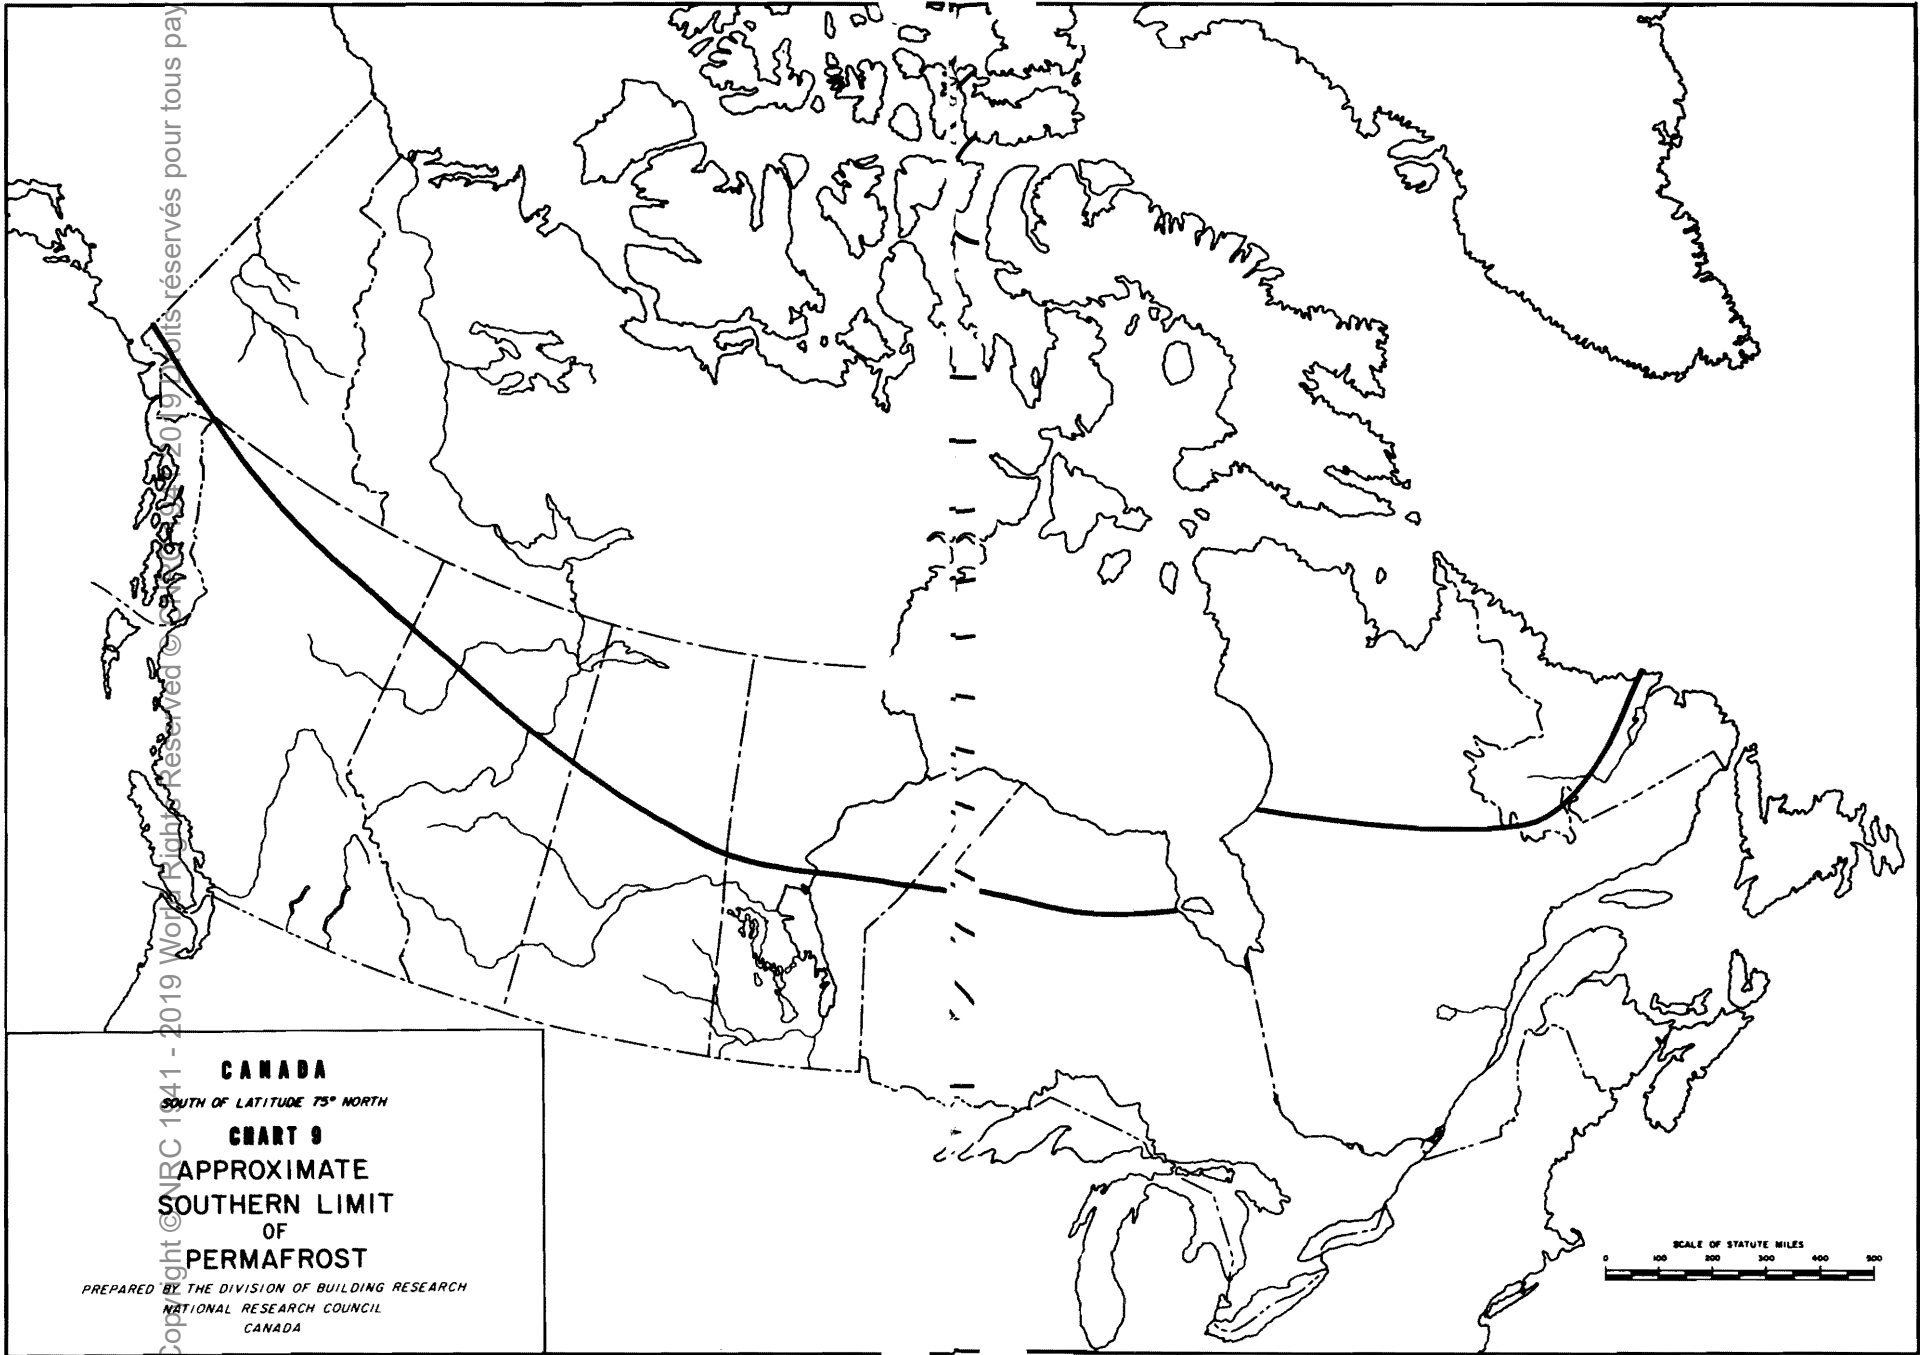 CANADA
SOUTH OF LATITUDE 75° NORTH
CHART 9
APPROXIMATE
SOUTHERN LIMIT
OF
PERMAFROST
PREPARED BY THE DIVISION OF BUILDING RESEARCH
NATIONAL RESEARCH COUNCIL
CANADA
SCALE OF STATUTE MILES
0 100 200 300 400 500
Copyright © NRC 1941 - 2019 World Rights Reserved © CNRC 1941 - 2019 Droits réservés pour tous pay